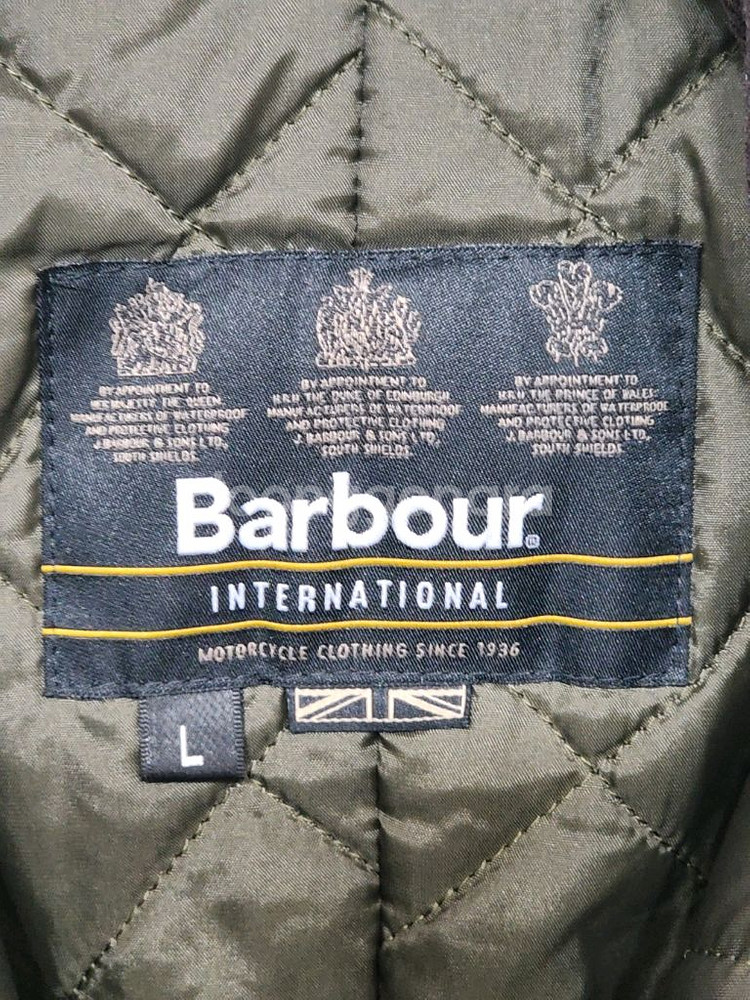 BY APPOINTMENT TO
HER MAJESTY THE QUEEN.
MANUFACTURERS OF WATERPROOF
AND PROTECTIVE CLOTHING
J. BARBOUR & SONS LTD,
SOUTH SHIELDS.
BY APPOINTMENT TO
H.R.H. THE DUKE OF EDINBURGH
MANUFACTURERS OF WATERPROOF
AND PROTECTIVE CLOTHING
J. BARBOUR & SONS LTD,
SOUTH SHIELDS.
BY APPOINTMENT TO
H.R.H. THE PRINCE OF WALES
MANUFACTURERS OF WATERPROOF
AND PROTECTIVE CLOTHING
J. BARBOUR & SONS LTD,
SOUTH SHIELDS.
Barbour®
INTERNATIONAL
MOTORCYCLE CLOTHING SINCE 1936
L